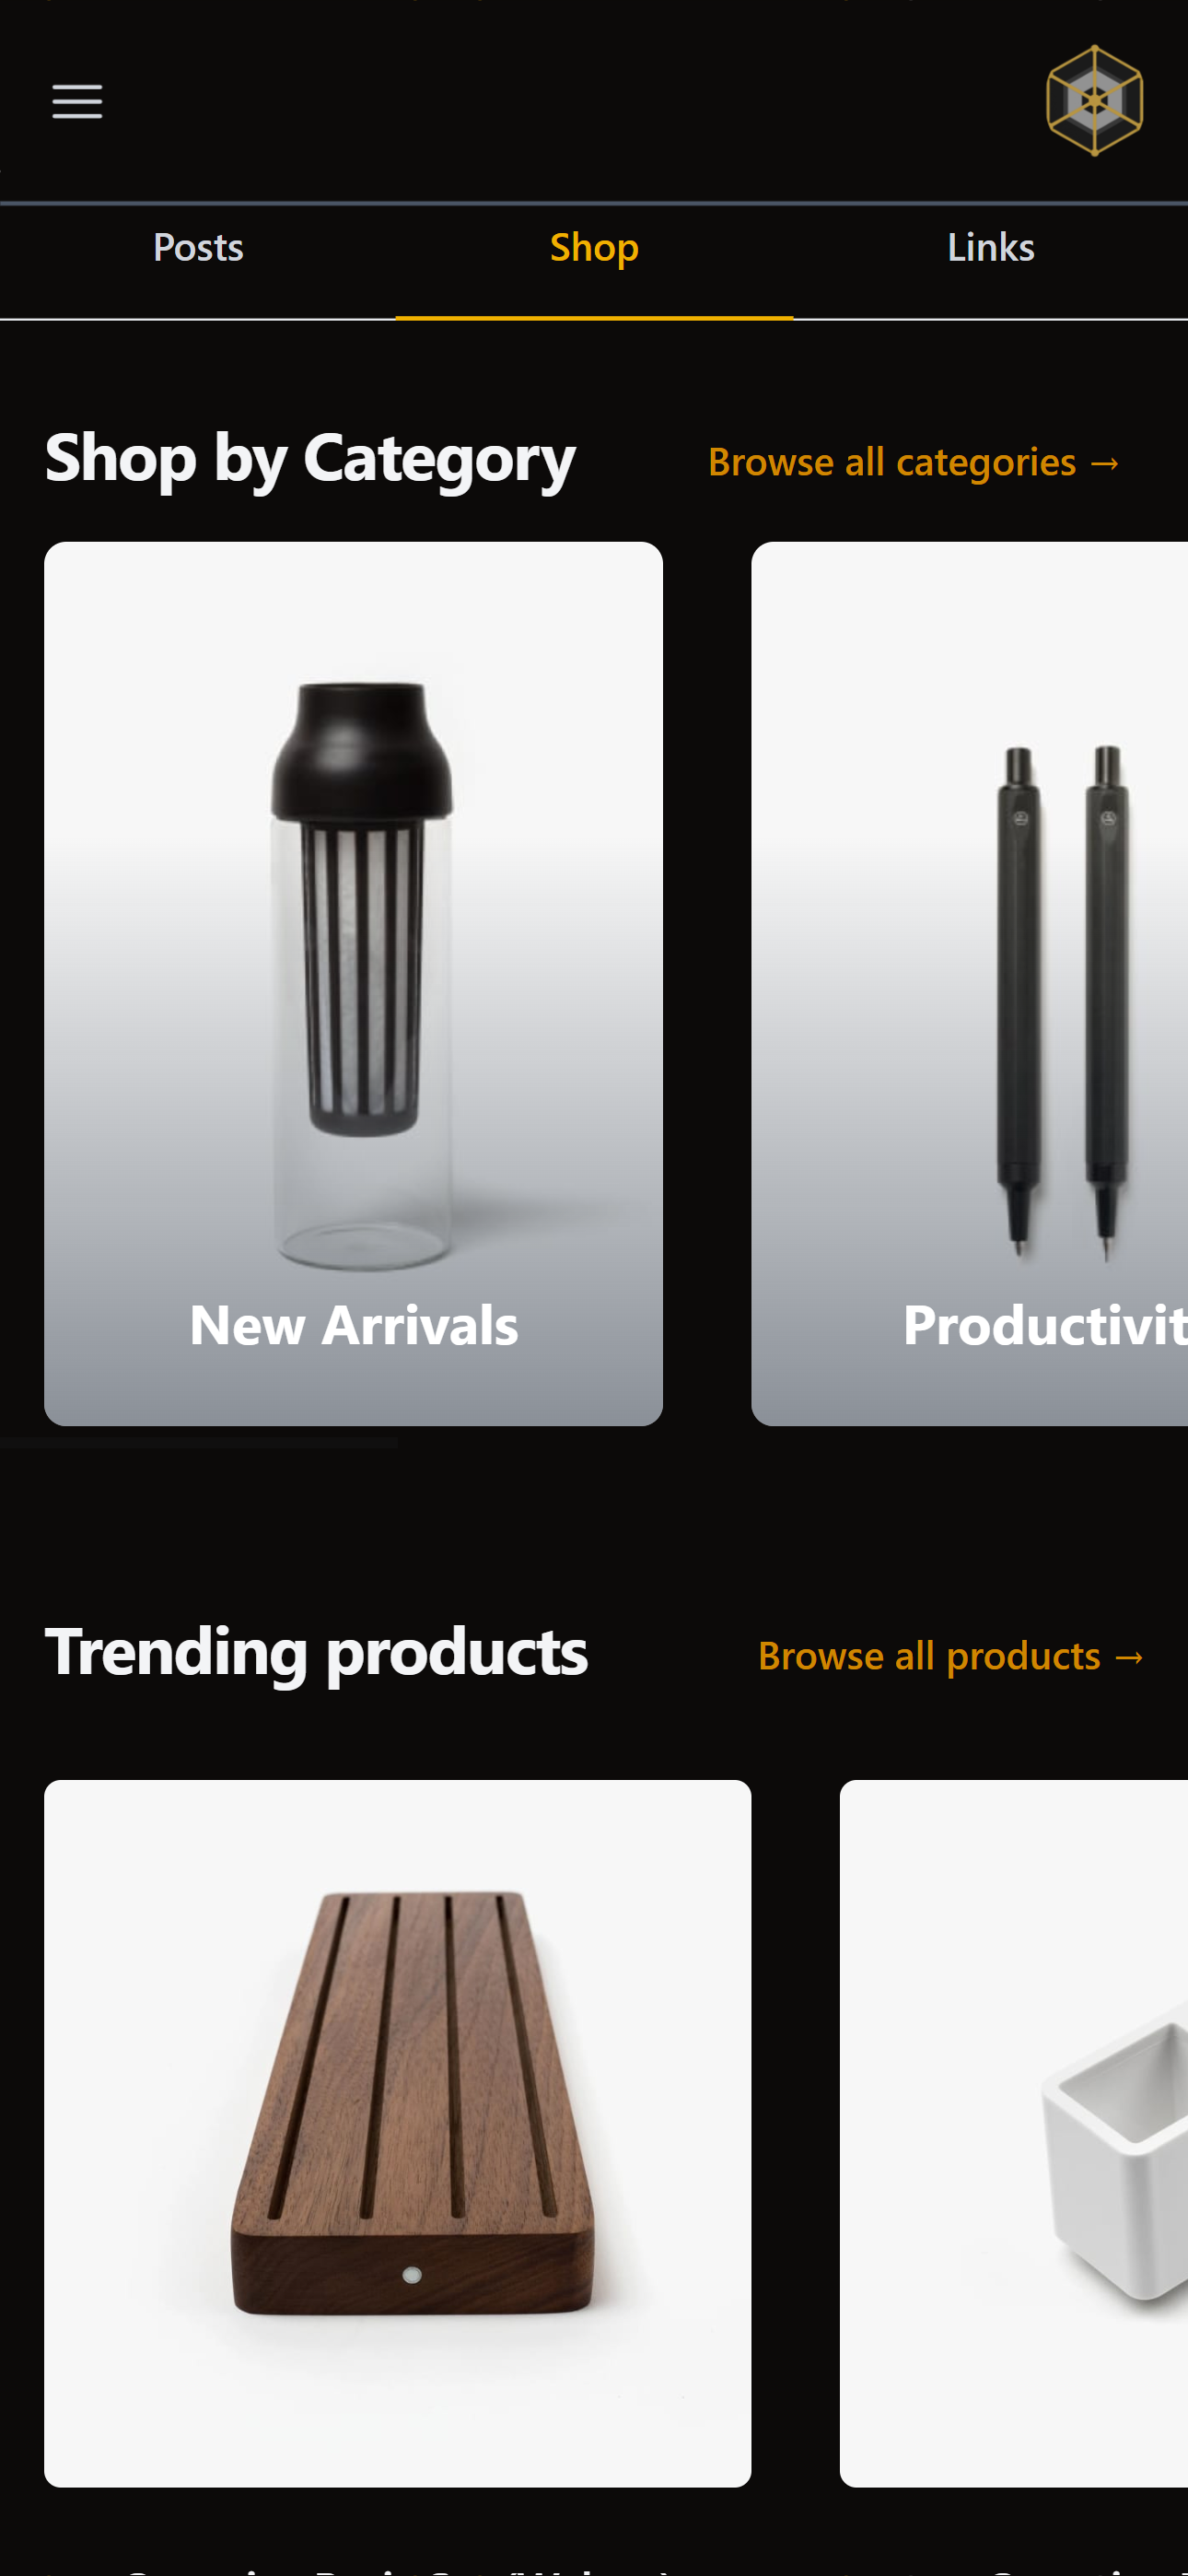 Posts
Shop
Links
Shop by Category
Browse all categories →
New Arrivals
Productivit
Trending products
Browse all products →